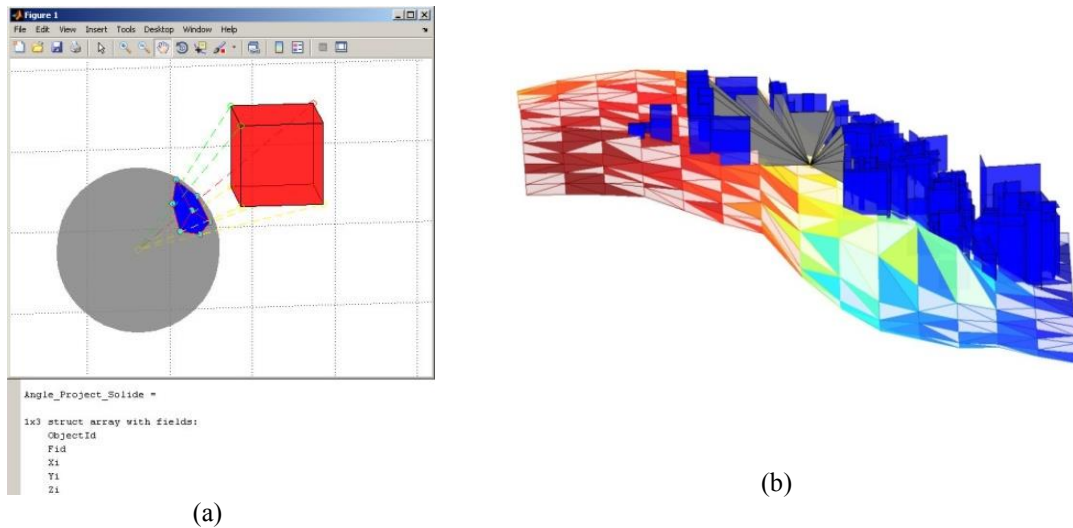 Figure 1
File Edit View Insert Tools Desktop Window Help
Angle_Project_Solide =
1x3 struct array with fields:
ObjectId
Fid
Xi
Yi
Zi
(a)
(b)